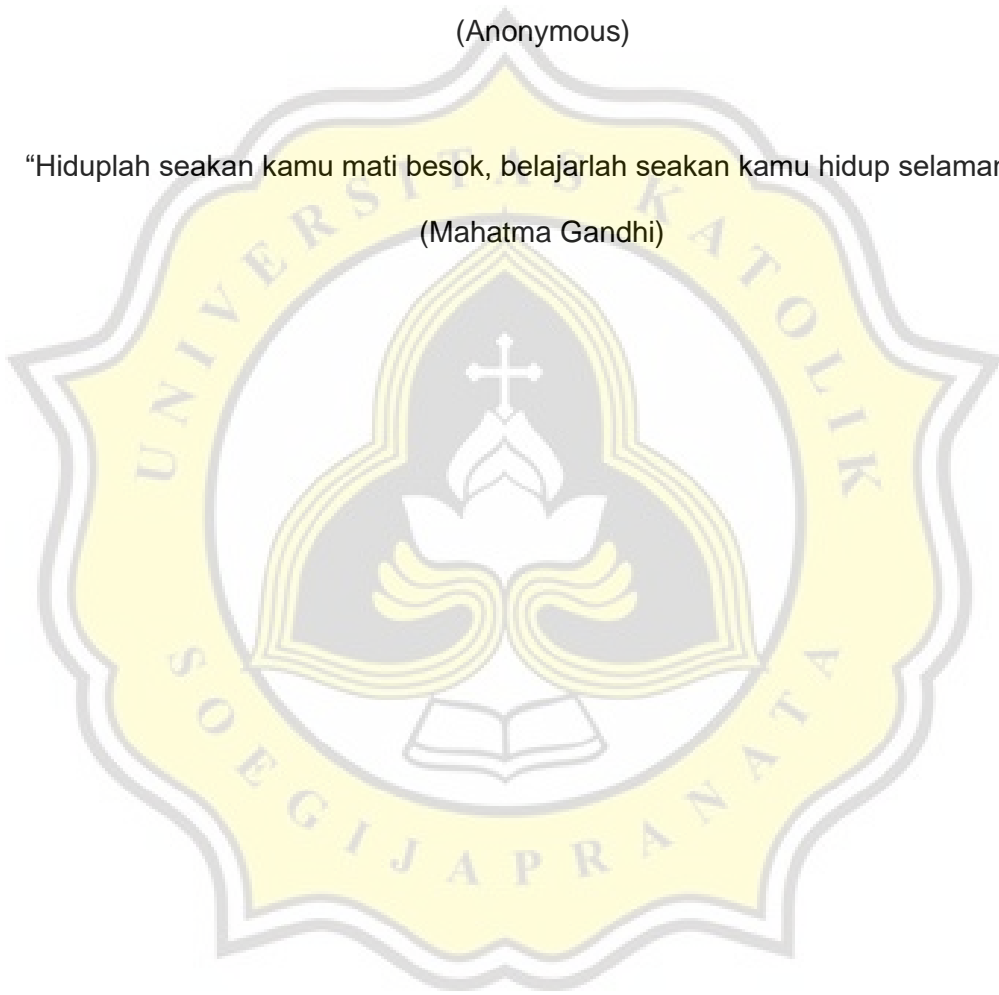 (Anonymous)
“Hiduplah seakan kamu mati besok, belajarlah seakan kamu hidup
(Mahatma Gandhi)
UNIVERSITAS KATOLIK
SOEGIJAPRANATA